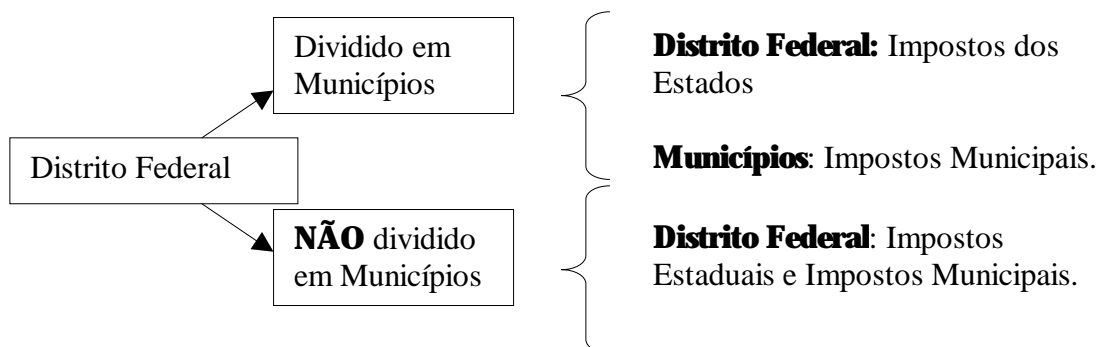 Distrito Federal
Dividido em
Municípios
Distrito Federal: Impostos dos
Estados
Municípios: Impostos Municipais.
NÃO dividido
em Municípios
Distrito Federal: Impostos
Estaduais e Impostos Municipais.